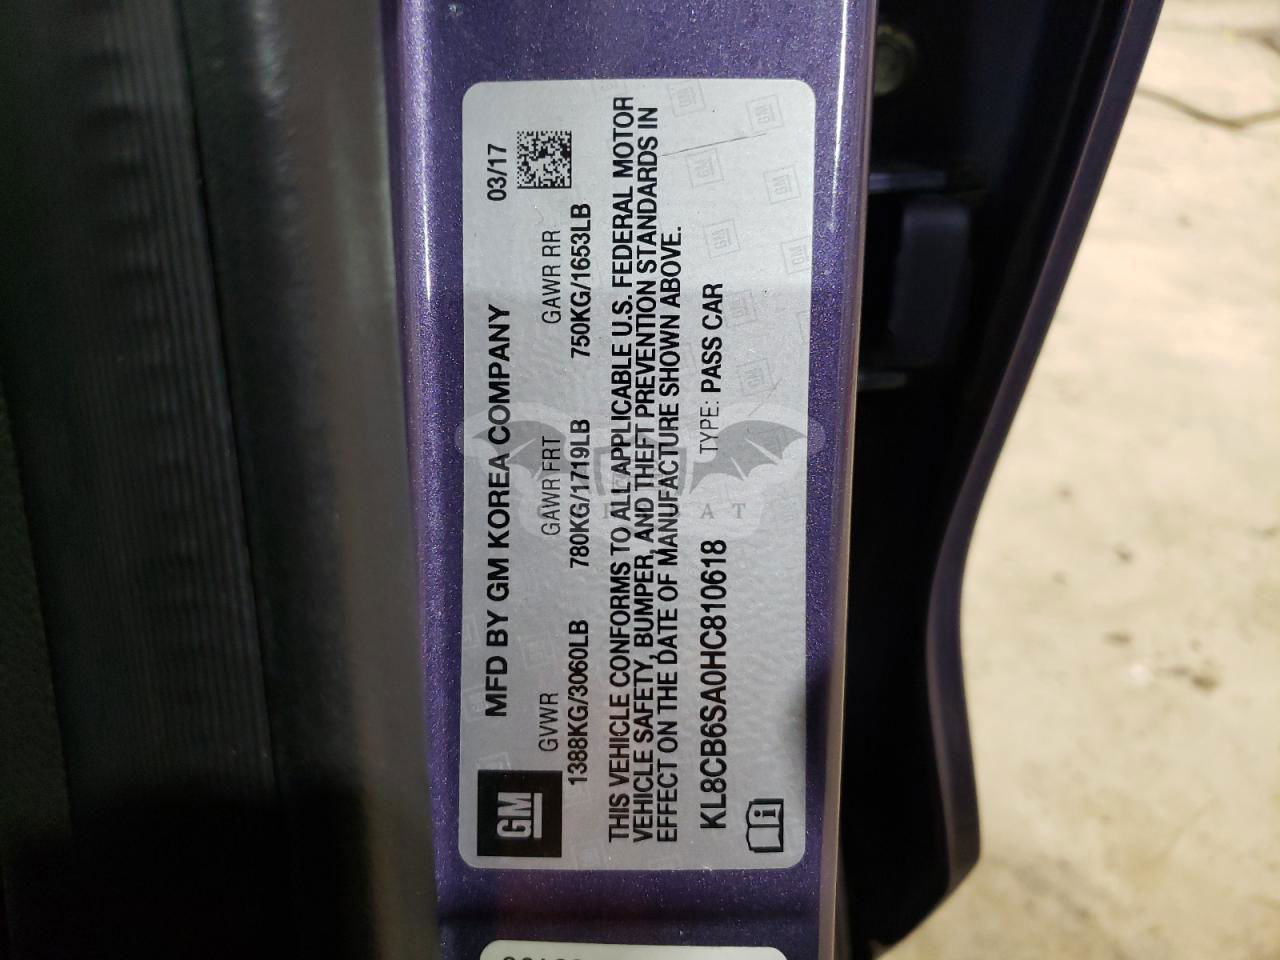 MFD BY GM KOREA COMPANY 03/17
GM
GVWR GAWR FRT GAWR RR
1388KG/3060LB 780KG/1719LB 750KG/1653LB
THIS VEHICLE CONFORMS TO ALL APPLICABLE U.S. FEDERAL MOTOR
VEHICLE SAFETY, BUMPER, AND THEFT PREVENTION STANDARDS IN
EFFECT ON THE DATE OF MANUFACTURE SHOWN ABOVE.
KL8CB6SA0HC810618 TYPE: PASS CAR